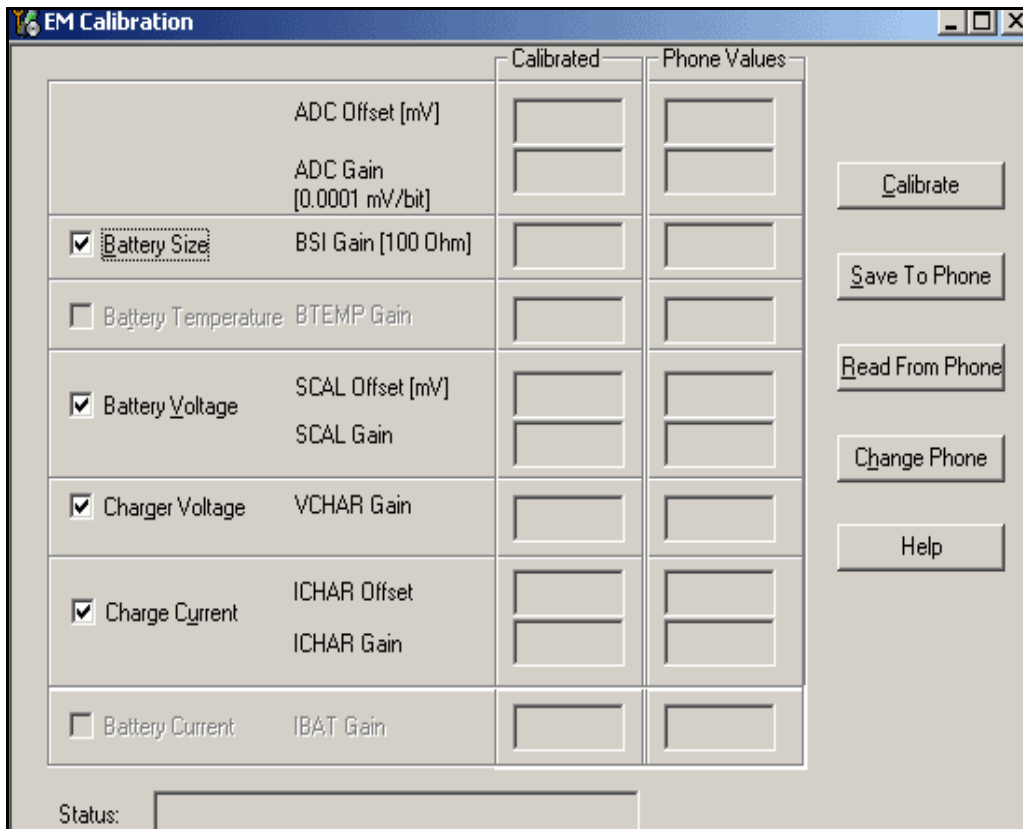 EM Calibration
Calibrated Phone Values
ADC Offset [mV]
ADC Gain
[0.0001 mV/bit]
Battery Size BSI Gain [100 Ohm]
Battery Temperature BTEMP Gain
Battery Voltage
SCAL Offset [mV]
SCAL Gain
Charger Voltage VCHAR Gain
Charge Current
ICHAR Offset
ICHAR Gain
Battery Current IBAT Gain
Status:
Calibrate
Save To Phone
Read From Phone
Change Phone
Help